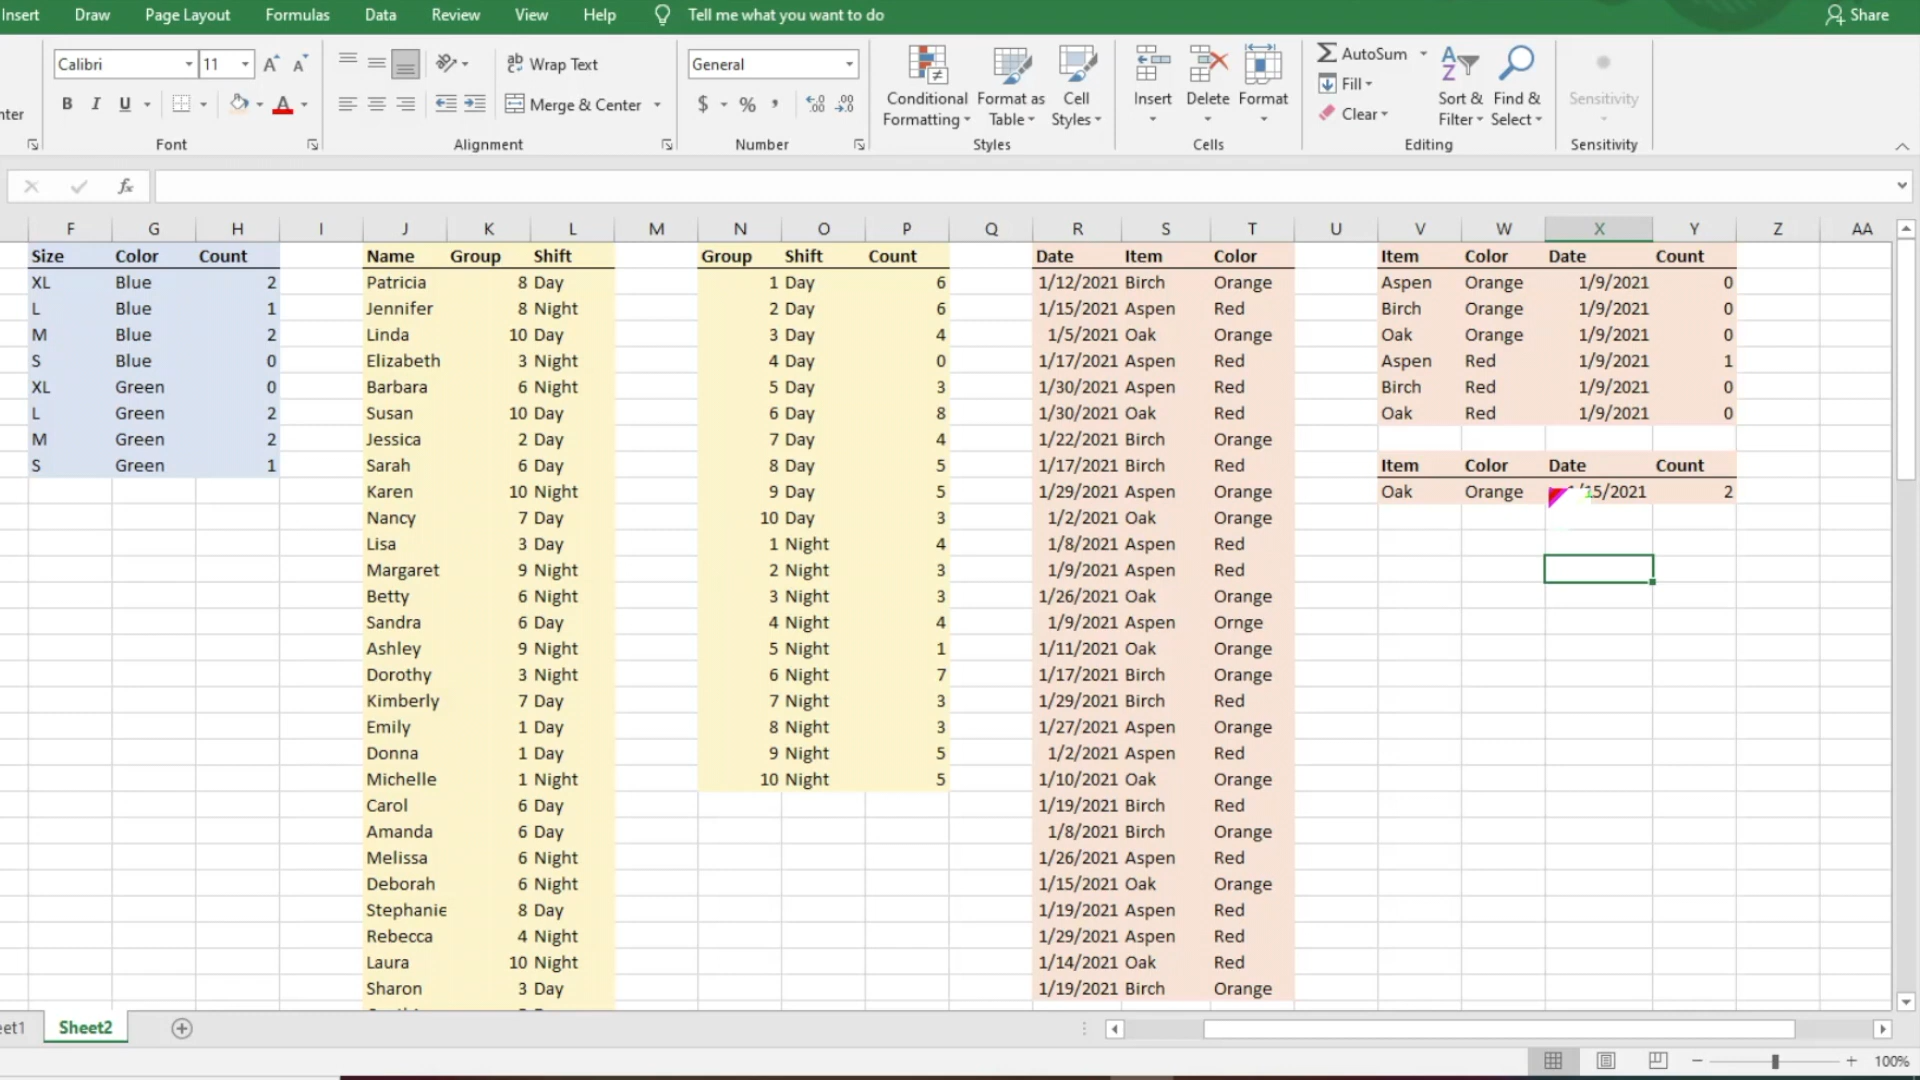 Insert Draw Page Layout Formulas Data Review View Help Tell me what you want to do Share
Calibri 11 Wrap Text General AutoSum
Fill
B I U Merge & Center $ % Conditional Formatting Format as Table Cell Styles Insert Delete Format Clear Sort & Filter Find & Select Sensitivity
nter
Font Alignment Number Styles Cells Editing Sensitivity
fx
F G H I J K L M N O P Q R S T U V W X Y Z AA
Size Color Count Name Group Shift Group Shift Count Date Item Color Item Color Date Count
XL Blue 2 Patricia 8 Day 1 Day 6 1/12/2021 Birch Orange Aspen Orange 1/9/2021 0
L Blue 1 Jennifer 8 Night 2 Day 6 1/15/2021 Aspen Red Birch Orange 1/9/2021 0
M Blue 2 Linda 10 Day 3 Day 4 1/5/2021 Oak Orange Oak Orange 1/9/2021 0
S Blue 0 Elizabeth 3 Night 4 Day 0 1/17/2021 Aspen Red Aspen Red 1/9/2021 1
XL Green 0 Barbara 6 Night 5 Day 3 1/30/2021 Aspen Red Birch Red 1/9/2021 0
L Green 2 Susan 10 Day 6 Day 8 1/30/2021 Oak Red Oak Red 1/9/2021 0
M Green 2 Jessica 2 Day 7 Day 4 1/22/2021 Birch Orange
S Green 1 Sarah 6 Day 8 Day 5 1/17/2021 Birch Red Item Color Date Count
Karen 10 Night 9 Day 5 1/29/2021 Aspen Orange Oak Orange /15/2021 2
Nancy 7 Day 10 Day 3 1/2/2021 Oak Orange
Lisa 3 Day 1 Night 4 1/8/2021 Aspen Red
Margaret 9 Night 2 Night 3 1/9/2021 Aspen Red
Betty 6 Night 3 Night 3 1/26/2021 Oak Orange
Sandra 6 Day 4 Night 4 1/9/2021 Aspen Ornge
Ashley 9 Night 5 Night 1 1/11/2021 Oak Orange
Dorothy 3 Night 6 Night 7 1/17/2021 Birch Orange
Kimberly 7 Day 7 Night 3 1/29/2021 Birch Red
Emily 1 Day 8 Night 3 1/27/2021 Aspen Orange
Donna 1 Day 9 Night 5 1/2/2021 Aspen Red
Michelle 1 Night 10 Night 5 1/10/2021 Oak Orange
Carol 6 Day 1/19/2021 Birch Red
Amanda 6 Day 1/8/2021 Birch Orange
Melissa 6 Night 1/26/2021 Aspen Red
Deborah 6 Night 1/15/2021 Oak Orange
Stephanie 8 Day 1/19/2021 Aspen Red
Rebecca 4 Night 1/29/2021 Aspen Red
Laura 10 Night 1/14/2021 Oak Red
Sharon 3 Day 1/19/2021 Birch Orange
eet1 Sheet2
100%